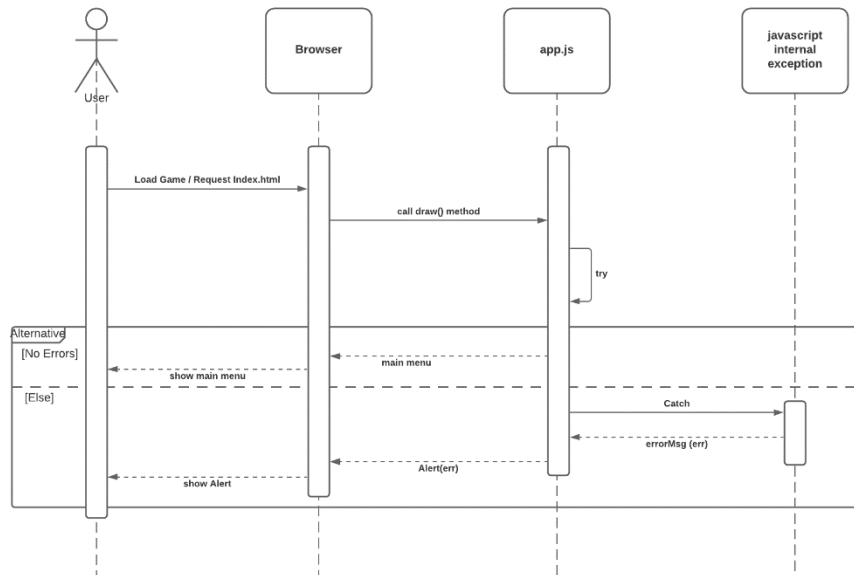 Browser
app.js
javascript
internal
exception
User
Load Game / Request Index.html
call draw() method
try
Alternative
[No Errors]
main menu
show main menu
[Else]
Catch
errorMsg (err)
Alert(err)
show Alert